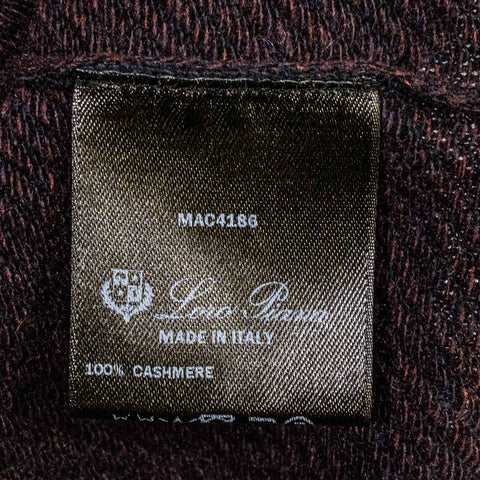 MAC4186
Loro Piana
MADE IN ITALY
100% CASHMERE